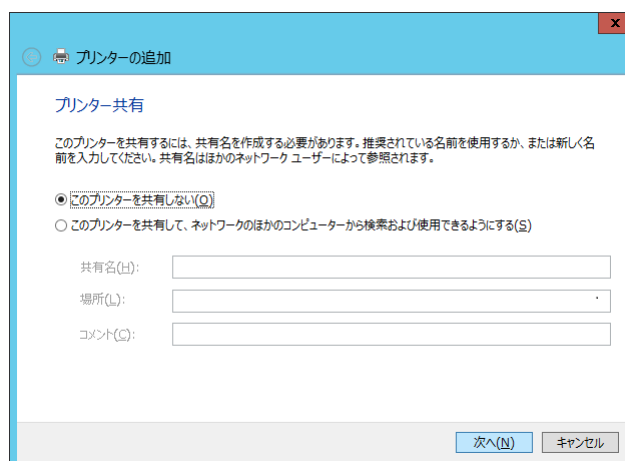 x
プリンターの追加
プリンター共有
このプリンターを共有するには、共有名を作成する必要があります。推奨されている名前を使用するか、または新しく名
前を入力してください。共有名はほかのネットワーク ユーザーによって参照されます。
このプリンターを共有しない(O)
このプリンターを共有して、ネットワークのほかのコンピューターから検索および使用できるようにする(S)
共有名(H):
場所(L):
コメント(C):
次へ(N) キャンセル